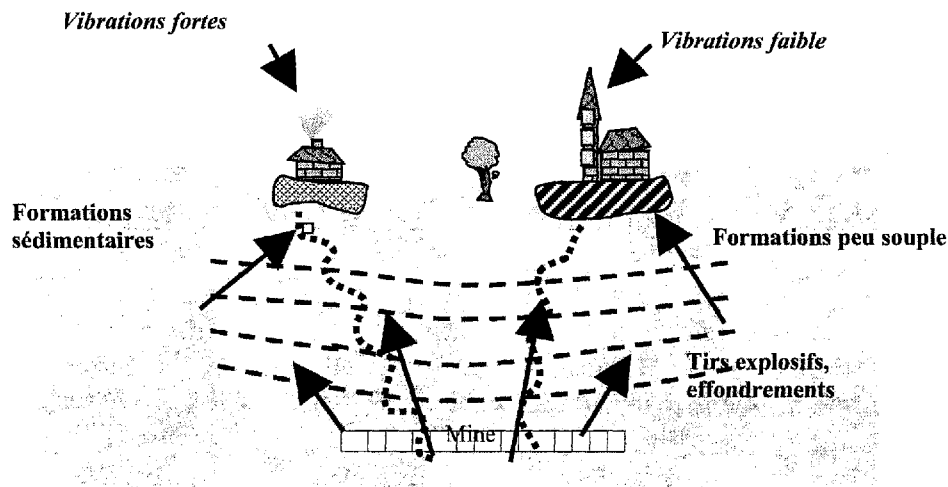 Vibrations fortes
Vibrations faible
Formations
sédimentaires
Formations peu souple
Tirs explosifs,
effondrements
Mine